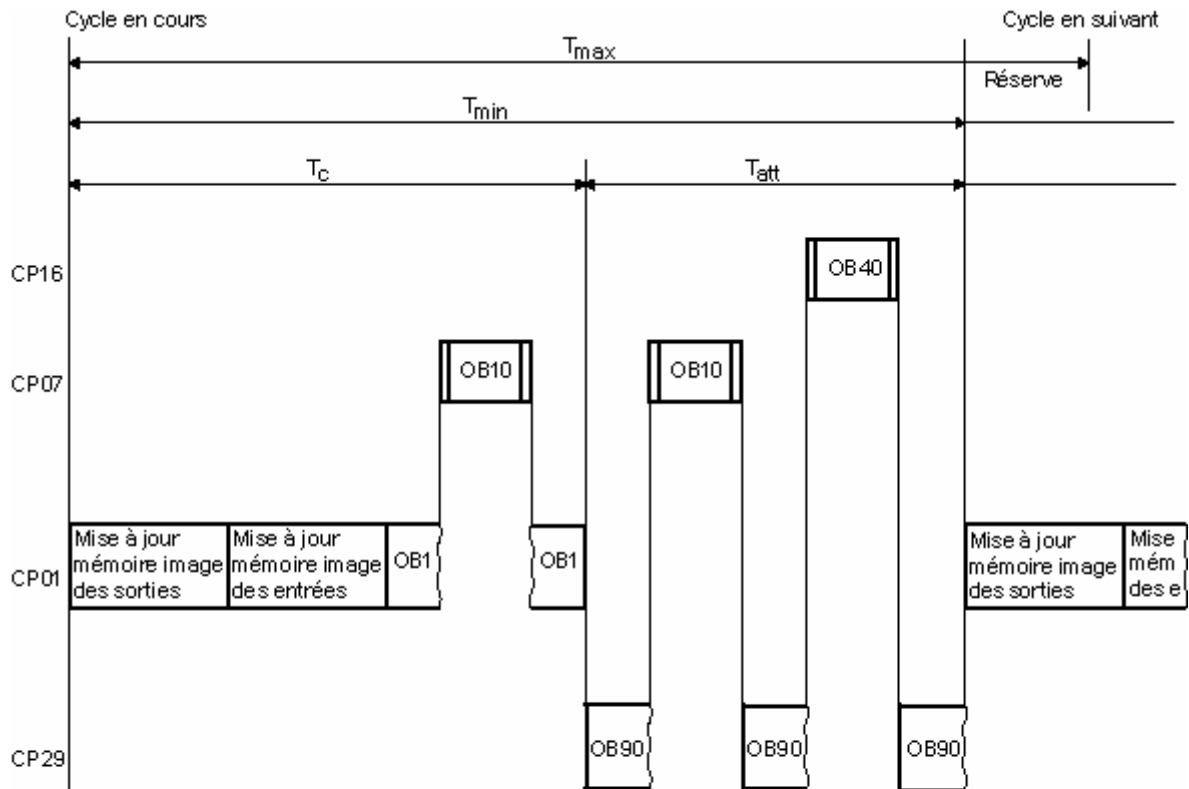 Cycle en cours
Cycle en suivant
Tmax
Réserve
Tmin
Tc
Tatt
CP16
OB40
CP07
OB10
OB10
CP01
Mise à jour
mémoire image
des sorties
Mise à jour
mémoire image
des entrées
OB1
OB1
Mise à jour
mémoire image
des sorties
Mise
mém
des e
CP29
OB90
OB90
OB90